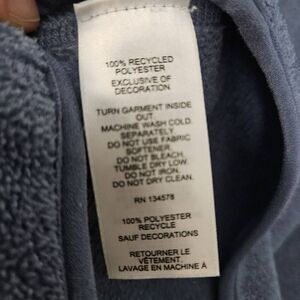 100% RECYCLED
POLYESTER
EXCLUSIVE OF
DECORATION
TURN GARMENT INSIDE
OUT
MACHINE WASH COLD.
SEPARATELY
DO NOT USE FABRIC
SOFTENER.
DO NOT BLEACH.
TUMBLE DRY LOW.
DO NOT IRON.
DO NOT DRY CLEAN.
RN 134578
100% POLYESTER
RECYCLE
SAUF DECORATIONS
RETOURNER LE
VÊTEMENT
LAVAGE EN MACHINE À